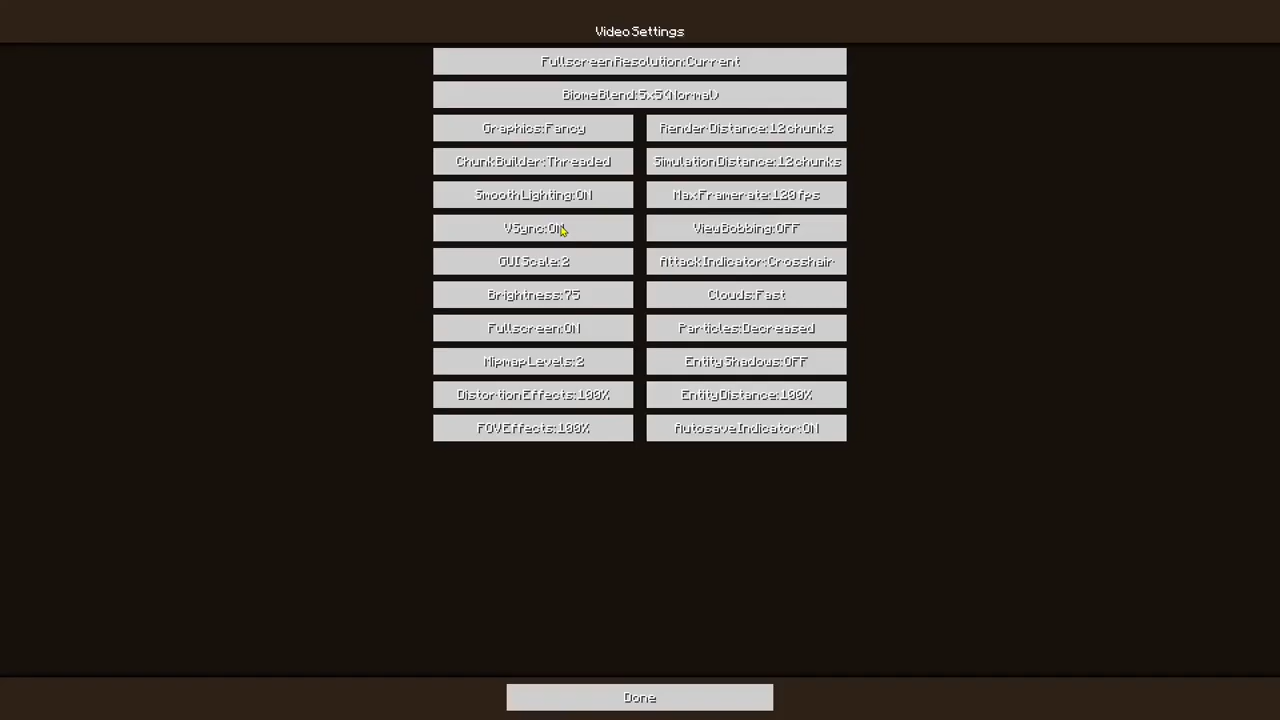 Video Settings
Fullscreen Resolution: Current
Biome Blend: 5x5 (Normal)
Graphics: Fancy
Render Distance: 12 chunks
Chunk Builder: Threaded
Simulation Distance: 12 chunks
Smooth Lighting: ON
Max Framerate: 120 fps
VSync: ON
View Bobbing: OFF
GUI Scale: 2
Attack Indicator: Crosshair
Brightness: 75
Clouds: Fast
Fullscreen: ON
Particles: Decreased
Mipmap Levels: 2
Entity Shadows: OFF
Distortion Effects: 100%
Entity Distance: 100%
FOV Effects: 100%
Autosave Indicator: ON
Done